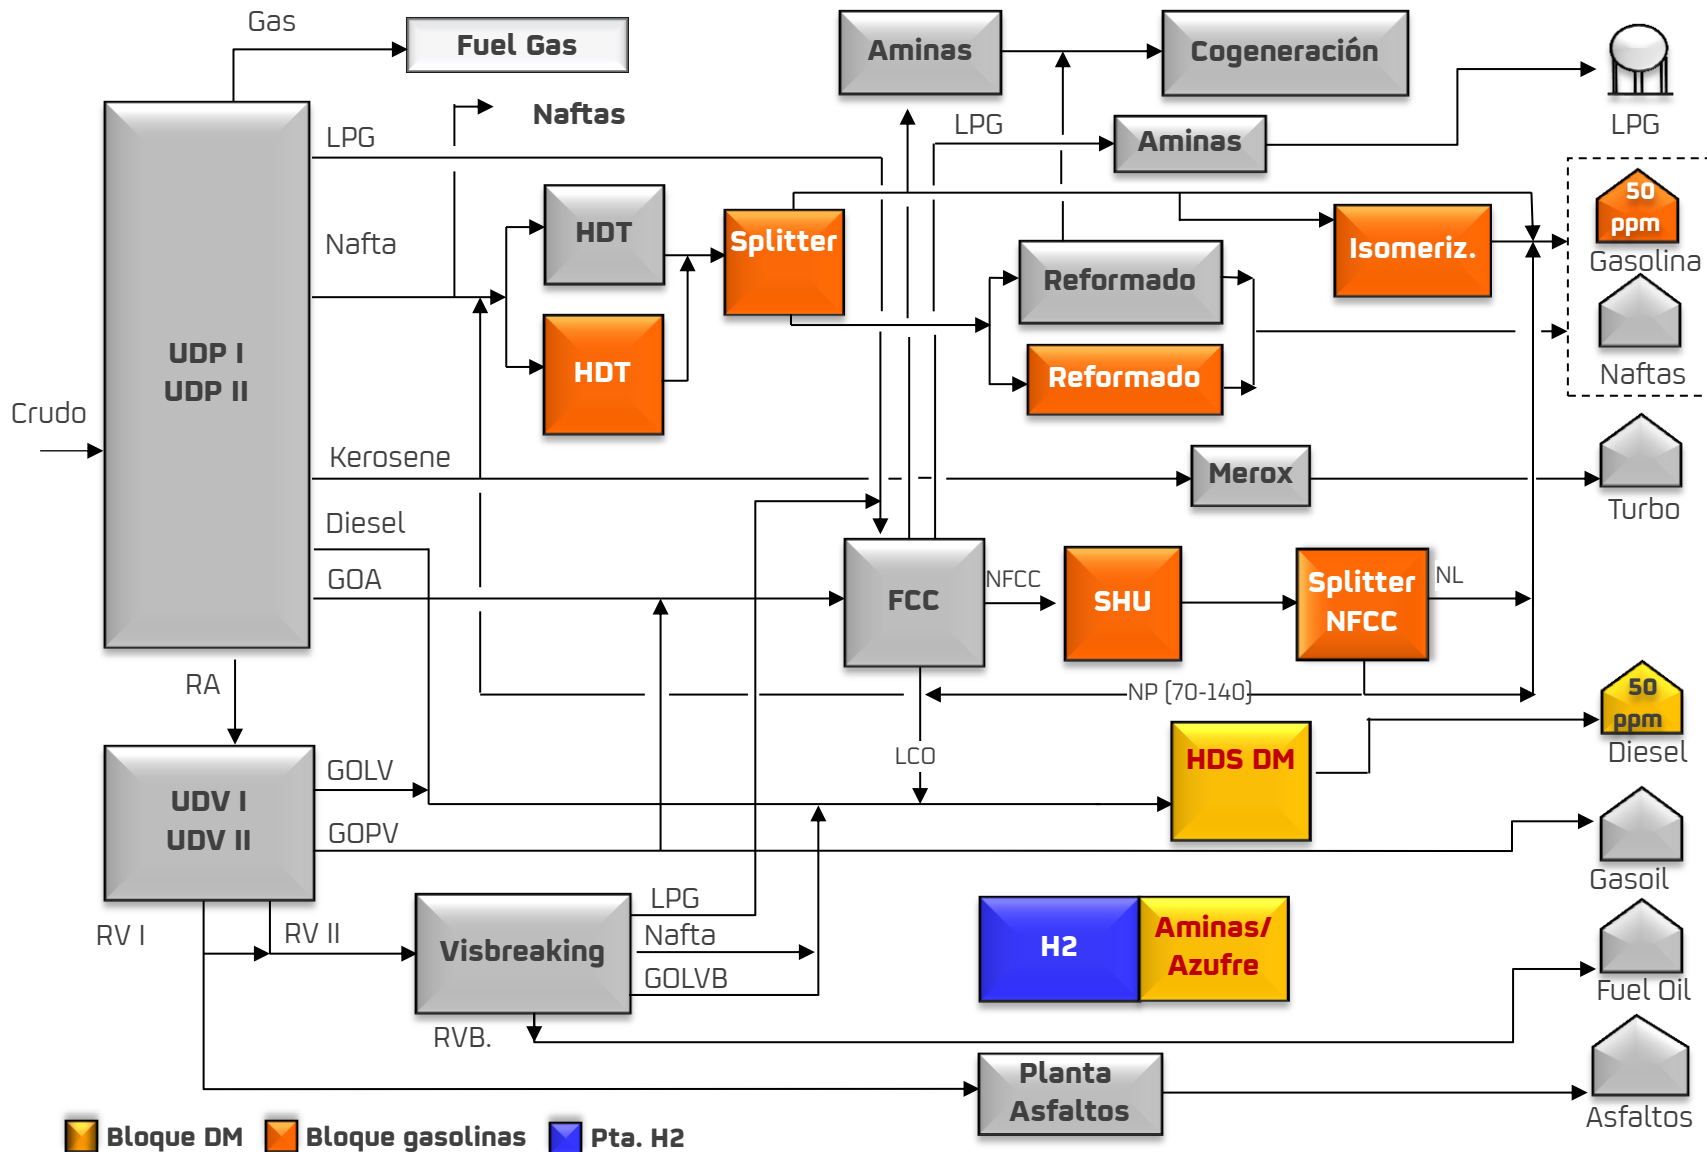 Gas
Fuel Gas
Naftas
Aminas
Cogeneración
LPG
LPG
Aminas
LPG
50
ppm
Gasolina
Nafta
HDT
Splitter
Isomeriz.
Reformado
Naftas
UDP I
UDP II
HDT
Reformado
Crudo
Kerosene
Merox
Turbo
Diesel
GOA
FCC
NFCC
SHU
Splitter
NFCC
NL
RA
NP (70-140)
50
ppm
Diesel
LCO
HDS DM
UDV I
UDV II
GOLV
GOPV
Gasoil
RV I
RV II
Visbreaking
LPG
Nafta
GOLVB
RVB.
H2
Aminas/
Azufre
Fuel Oil
Planta
Asfaltos
Asfaltos
Bloque DM
Bloque gasolinas
Pta. H2